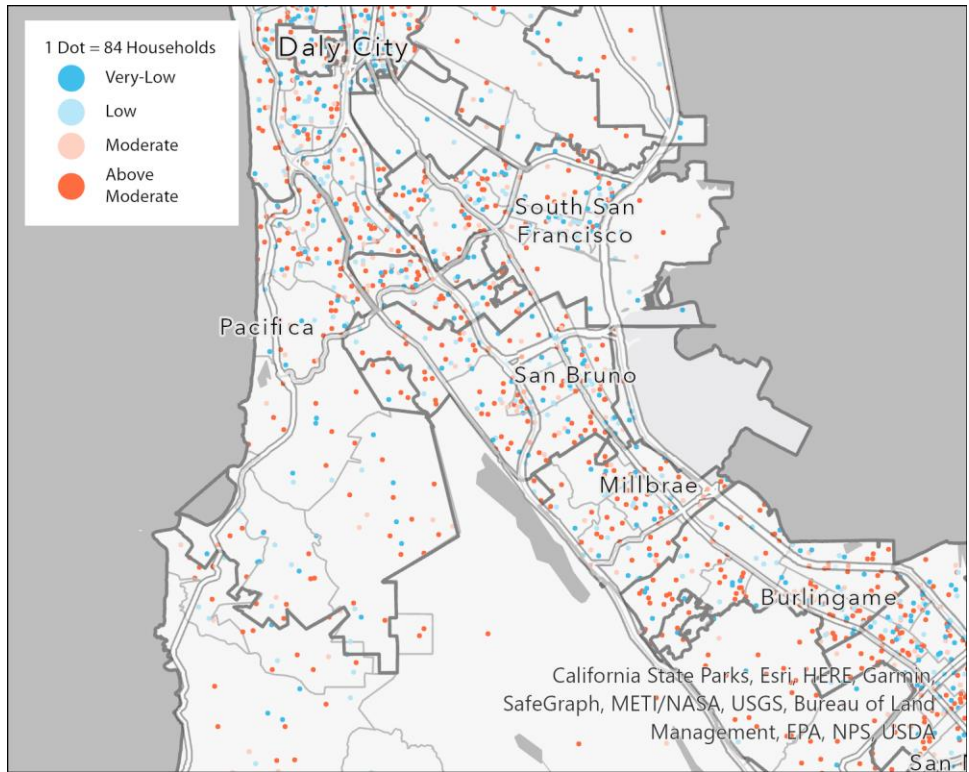 1 Dot = 84 Households
Very-Low
Low
Moderate
Above
Moderate
Daly City
South San
Francisco
Pacifica
San Bruno
Millbrae
Burlingame
California State Parks, Esri, HERE, Garmin,
SafeGraph, METI/NASA, USGS, Bureau of Land
Management, EPA, NPS, USDA
San